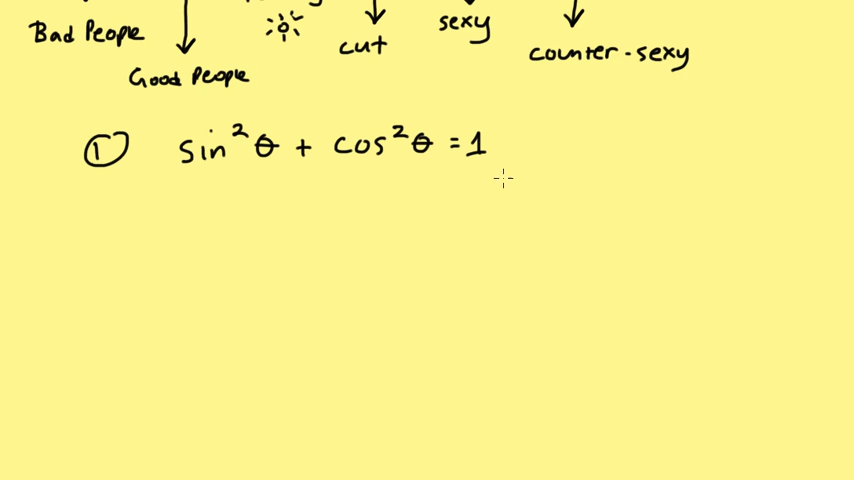 Bad People cut sexy counter-sexy
Good People
① sin²θ + cos²θ = 1